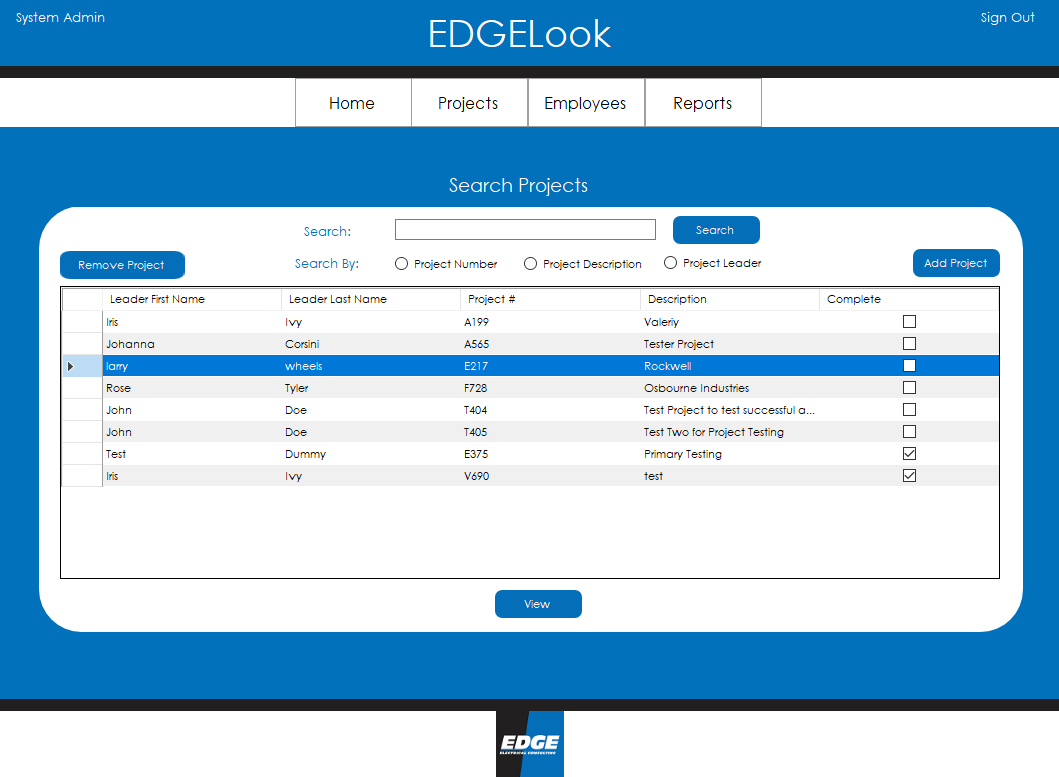 System Admin
EDGELook
Sign Out
Home Projects Employees Reports
Search Projects
Search:
Search
Remove Project
Search By:
Project Number
Project Description
Project Leader
Add Project
Leader First Name Leader Last Name Project # Description Complete
Iris Ivy A199 Valeriy
Johanna Corsini A565 Tester Project
larry wheels E217 Rockwell
Rose Tyler F728 Osbourne Industries
John Doe T404 Test Project to test successful a...
John Doe T405 Test Two for Project Testing
Test Dummy E375 Primary Testing
Iris Ivy V690 test
View
EDGE
ELECTRICAL CONSULTING